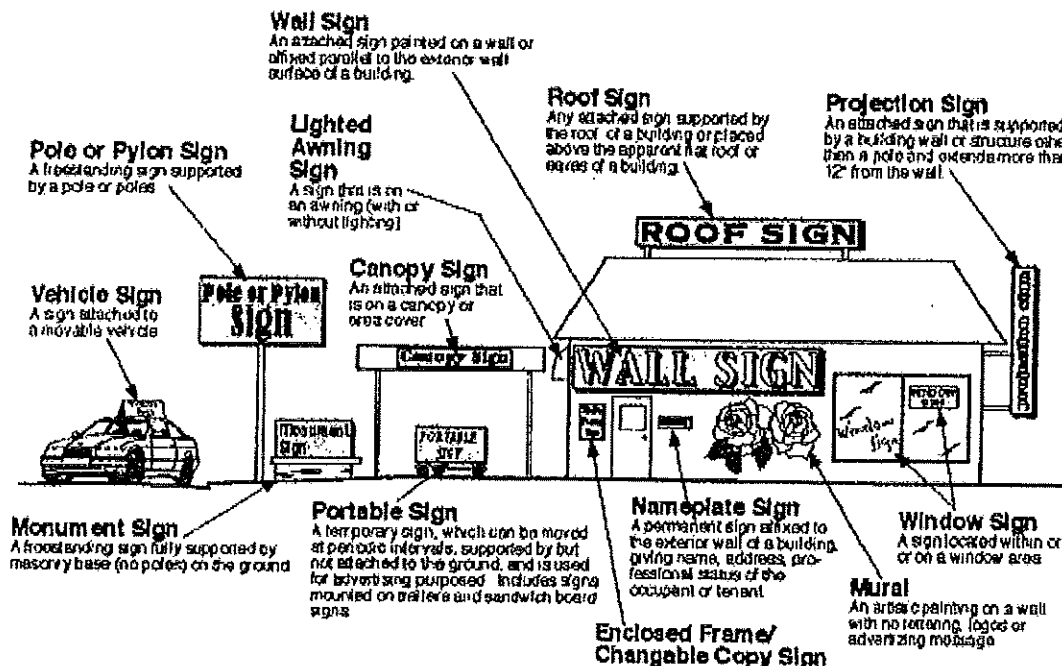 Wall Sign
An attached sign painted on a wall or
affixed parallel to the exterior wall
surface of a building.
Roof Sign
Any attached sign supported by
the roof of a building or placed
above the apparent flat roof or
eaves of a building.
Projection Sign
An attached sign that is supported
by a building wall or structure othe
than a pole and extends more than
12" from the wall.
Lighted
Awning
Sign
A sign that is on
an awning (with or
without lighting)
Pole or Pylon Sign
A freestanding sign supported
by a pole or poles
Canopy Sign
An attached sign that
is on a canopy or
area cover
Vehicle Sign
A sign attached to
a movable vehicle
Pole or Pylon
Sign
ROOF SIGN
Projection Sign
Canopy Sign
WALL SIGN
WINDOW
SIGN
Window
Sign
Monument
Sign
PORTABLE
SIGN
Monument Sign
A freestanding sign fully supported by
masonry base (no poles) on the ground
Portable Sign
A temporary sign, which can be moved
at periodic intervals, supported by but
not attached to the ground, and is used
for advertising purposed Includes signs
mounted on trailers and sandwich board
signs
Nameplate Sign
A permanent sign affixed to
the exterior wall of a building,
giving name, address, pro-
fessional status of the
occupant or tenant
Window Sign
A sign located within or
or on a window area
Mural
An artistic painting on a wall
with no lettering, logos or
advertizing message
Enclosed Frame/
Changable Copy Sign